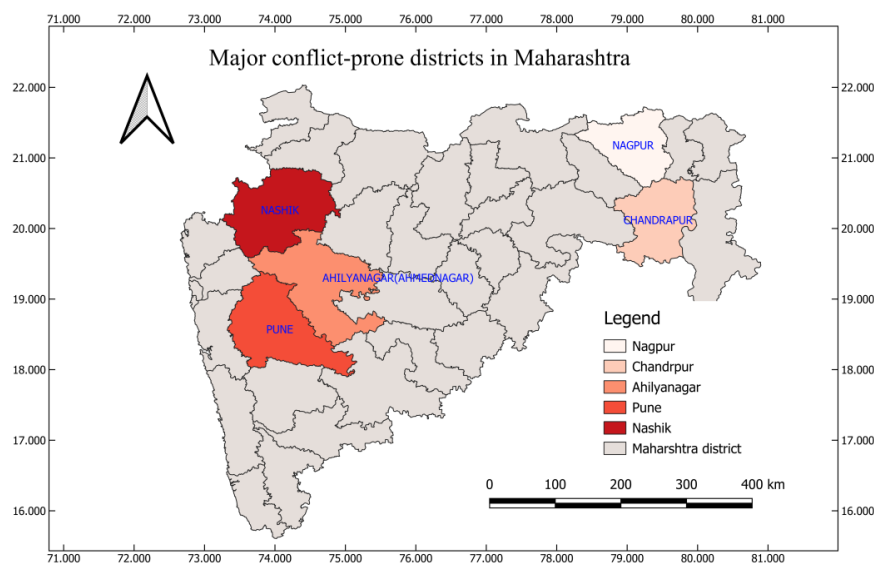 71.000 72.000 73.000 74.000 75.000 76.000 77.000 78.000 79.000 80.000 81.000
Major conflict-prone districts in Maharashtra
22.000 22.000
NAGPUR
21.000 21.000
NASHIK
CHANDRAPUR
20.000 20.000
AHILYANAGAR(AHMEDNAGAR)
19.000 19.000
PUNE
Legend
Nagpur
18.000 18.000
Chandrpur
Ahilyanagar
Pune
Nashik
Maharshtra district
17.000 17.000
0 100 200 300 400 km
16.000 16.000
71.000 72.000 73.000 74.000 75.000 76.000 77.000 78.000 79.000 80.000 81.000